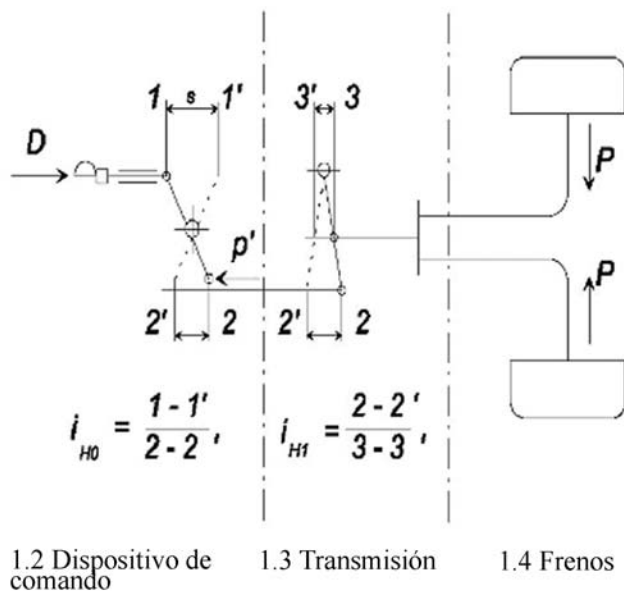 1 s 1' 3' 3
D
P
p'
P
2' 2 2' 2
i_H0 = 1 - 1' / 2 - 2' , i_H1 = 2 - 2' / 3 - 3' ,
1.2 Dispositivo de comando 1.3 Transmisión 1.4 Frenos